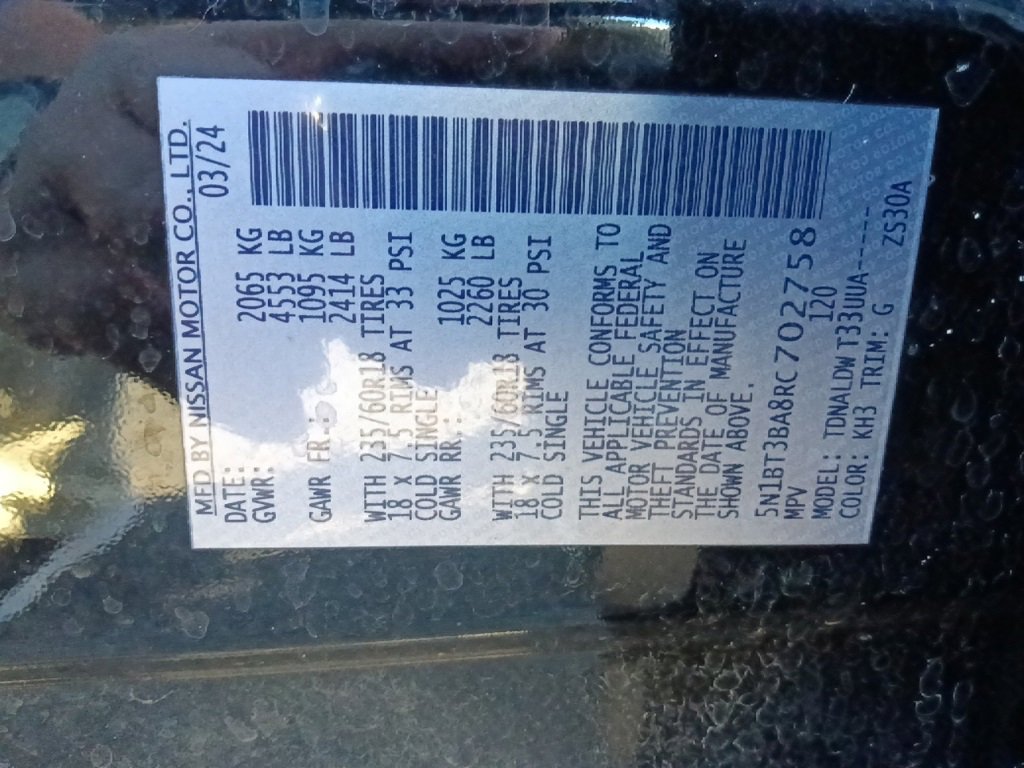 MFD BY NISSAN MOTOR CO., LTD.
DATE: 03/24
GVWR: 2065 KG
4553 LB
GAWR FR: 1095 KG
2414 LB
WITH 235/60R18 TIRES
18 X 7.5 RIMS AT 33 PSI
COLD SINGLE
GAWR RR: 1025 KG
2260 LB
WITH 235/60R18 TIRES
18 X 7.5 RIMS AT 30 PSI
COLD SINGLE
THIS VEHICLE CONFORMS TO
ALL APPLICABLE FEDERAL
MOTOR VEHICLE SAFETY AND
THEFT PREVENTION
STANDARDS IN EFFECT ON
THE DATE OF MANUFACTURE
SHOWN ABOVE.
5N1BT3BA8RC702758
MPV 120
MODEL: TDNALDW T33UUA------
COLOR: KH3 TRIM: G ZS30A